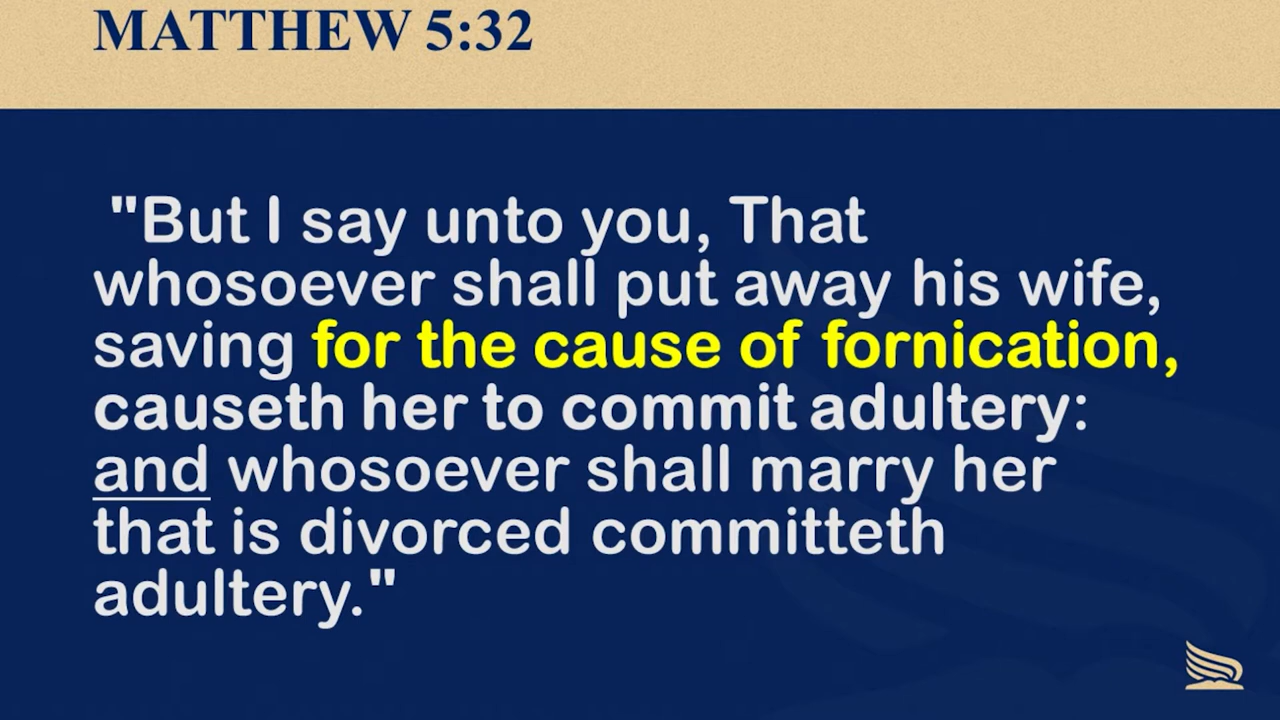 MATTHEW 5:32
"But I say unto you, That
whosoever shall put away his wife,
saving for the cause of fornication,
causeth her to commit adultery:
and whosoever shall marry her
that is divorced committeth
adultery."